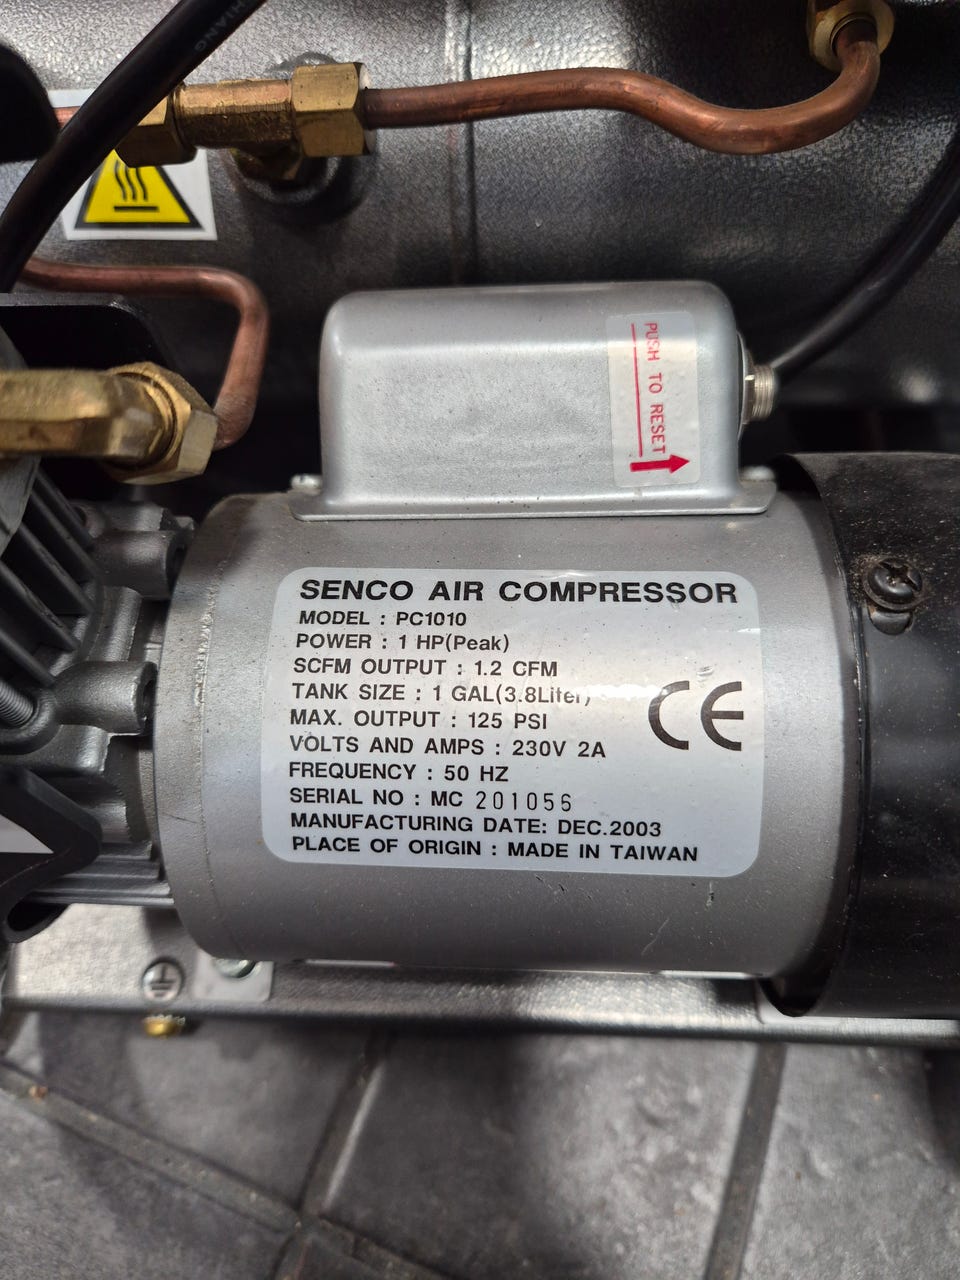 PUSH TO RESET
SENCO AIR COMPRESSOR
MODEL : PC1010
POWER : 1 HP(Peak)
SCFM OUTPUT : 1.2 CFM
TANK SIZE : 1 GAL(3.8Liter)
MAX. OUTPUT : 125 PSI
VOLTS AND AMPS : 230V 2A
FREQUENCY : 50 HZ
SERIAL NO : MC 201056
MANUFACTURING DATE: DEC.2003
PLACE OF ORIGIN : MADE IN TAIWAN
CE